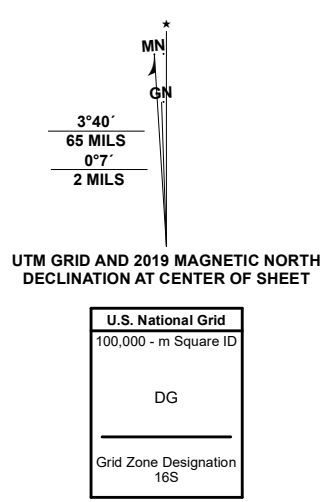 MN
GN
3°40´
65 MILS
0°7´
2 MILS
UTM GRID AND 2019 MAGNETIC NORTH
DECLINATION AT CENTER OF SHEET
U.S. National Grid
100,000 - m Square ID
DG
Grid Zone Designation
16S